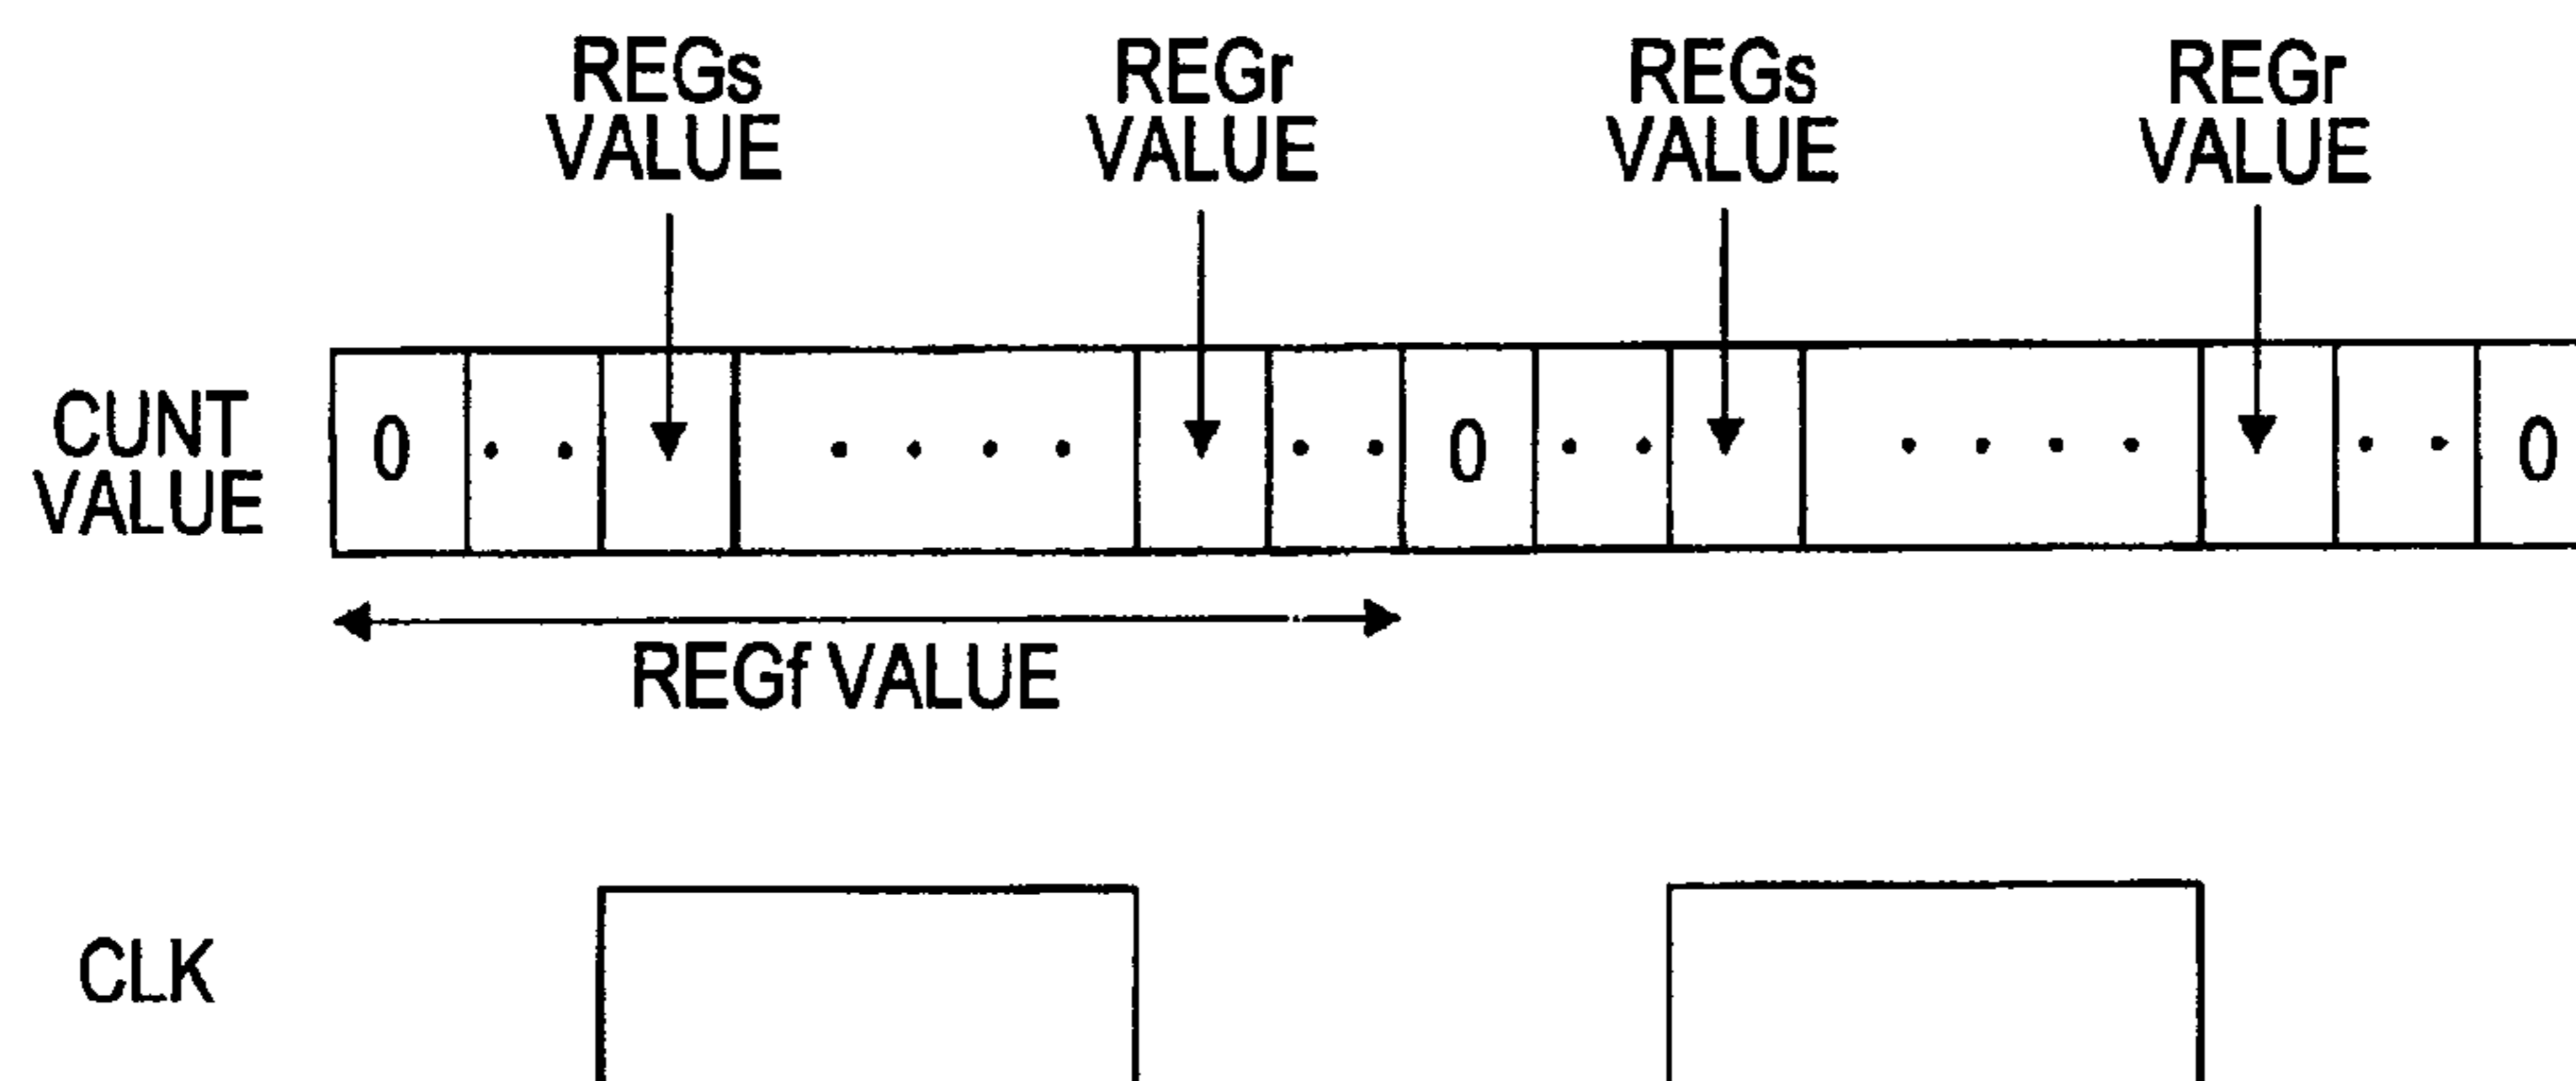 REGs
VALUE
REGr
VALUE
REGs
VALUE
REGr
VALUE
CUNT
VALUE
0 . . . . . . . . 0 . . . . . . . . 0
REGf VALUE
CLK